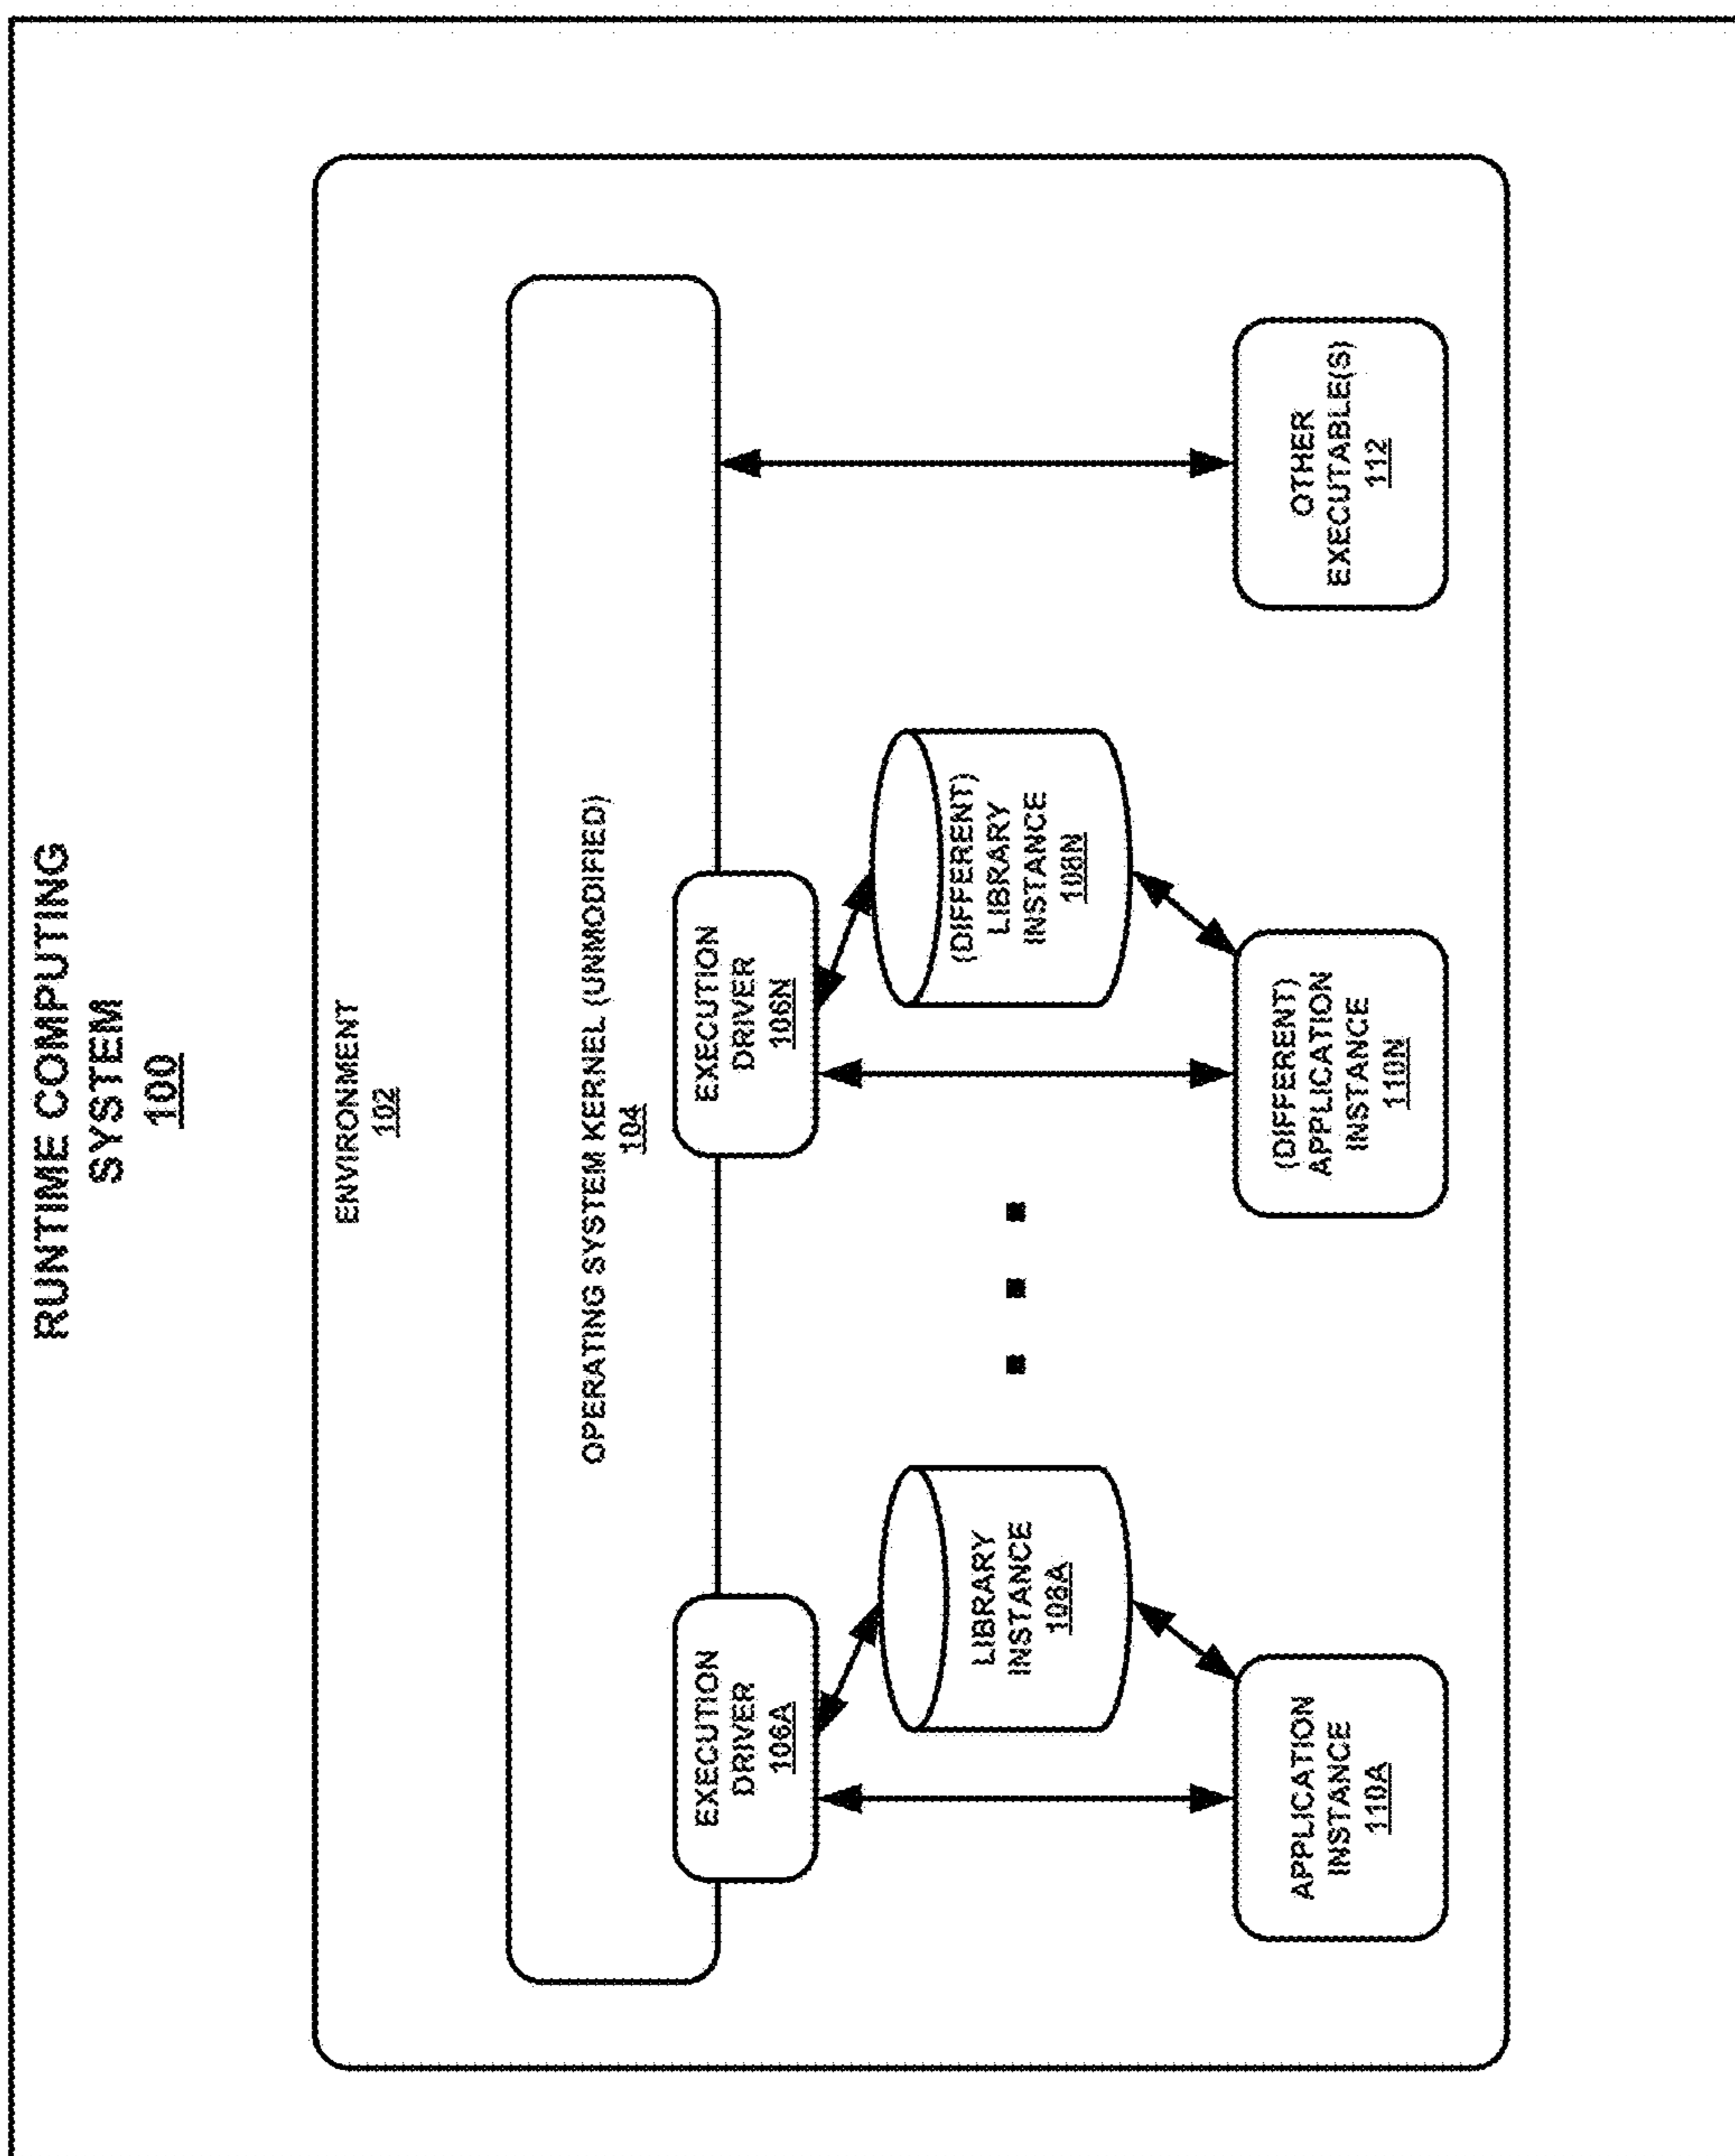 RUNTIME COMPUTING
SYSTEM
100
ENVIRONMENT
102
OPERATING SYSTEM KERNEL (UNMODIFIED)
104
EXECUTION
DRIVER
106A
EXECUTION
DRIVER
106N
LIBRARY
INSTANCE
108A
(DIFFERENT)
LIBRARY
INSTANCE
108N
APPLICATION
INSTANCE
110A
(DIFFERENT)
APPLICATION
INSTANCE
110N
OTHER
EXECUTABLE(S)
112